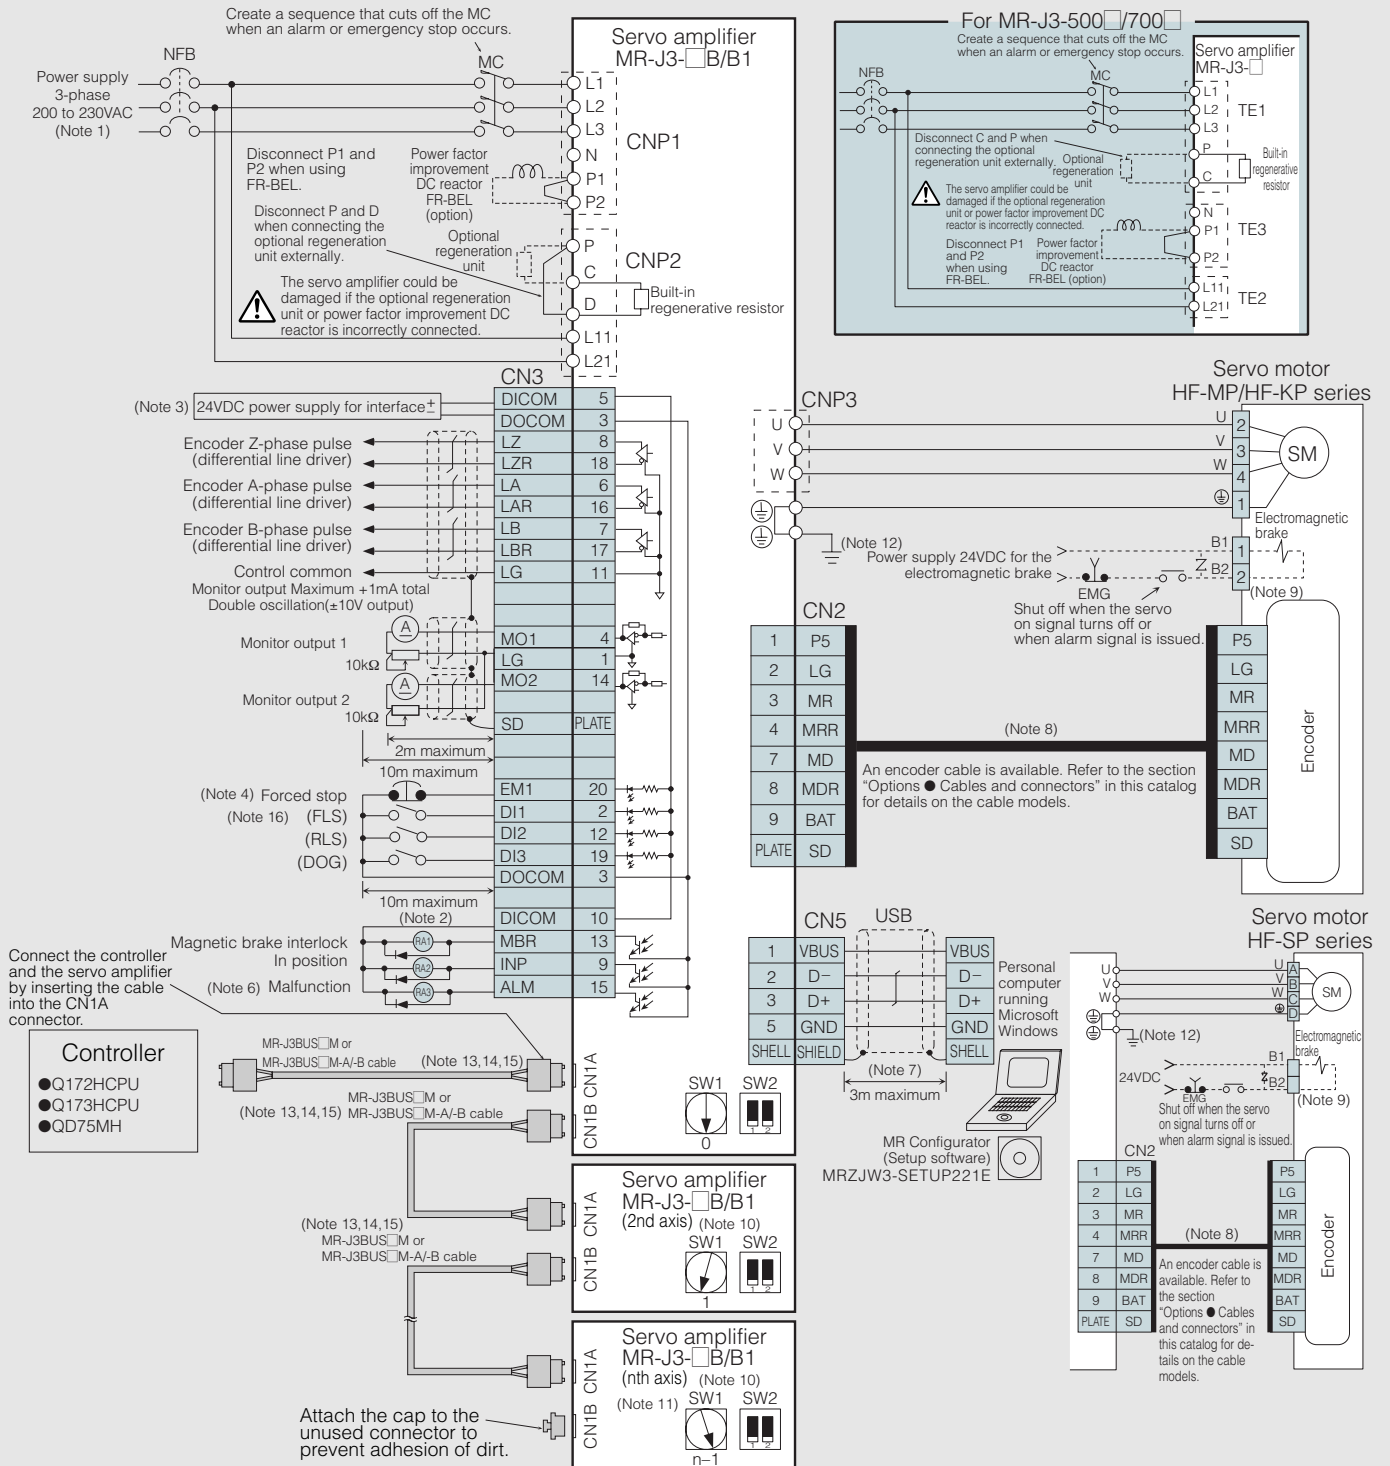 Create a sequence that cuts off the MC
when an alarm or emergency stop occurs.
NFB
MC
Power supply
3-phase
200 to 230VAC
(Note 1)
Servo amplifier
MR-J3-□B/B1
L1
L2
L3
N
P1
P2
CNP1
Disconnect P1 and
P2 when using
FR-BEL.
Power factor
improvement
DC reactor
FR-BEL
(option)
Disconnect P and D
when connecting the
optional regeneration
unit externally.
Optional
regeneration
unit
P
C
D
CNP2
Built-in
regenerative resistor
The servo amplifier could be
damaged if the optional regeneration
unit or power factor improvement DC
reactor is incorrectly connected.
L11
L21
For MR-J3-500□/700□
Create a sequence that cuts off the MC
when an alarm or emergency stop occurs.
NFB
MC
Servo amplifier
MR-J3-□
L1
L2
L3
TE1
Disconnect C and P when
connecting the optional
regeneration unit externally.
Optional
regeneration
unit
P
C
Built-in
regenerative
resistor
The servo amplifier could be
damaged if the optional regeneration
unit or power factor improvement DC
reactor is incorrectly connected.
Disconnect P1
and P2
when using
FR-BEL.
Power factor
improvement
DC reactor
FR-BEL (option)
N
P1
P2
TE3
L11
L21
TE2
CN3
(Note 3) 24VDC power supply for interface + −
DICOM 5
DOCOM 3
Encoder Z-phase pulse
(differential line driver)
LZ 8
LZR 18
Encoder A-phase pulse
(differential line driver)
LA 6
LAR 16
Encoder B-phase pulse
(differential line driver)
LB 7
LBR 17
Control common
LG 11
Monitor output Maximum +1mA total
Double oscillation(±10V output)
Monitor output 1
A
10kΩ
MO1 4
LG 1
Monitor output 2
A
10kΩ
MO2 14
SD PLATE
2m maximum
10m maximum
(Note 4) Forced stop
EM1 20
(Note 16) (FLS)
DI1 2
(RLS)
DI2 12
(DOG)
DI3 19
DOCOM 3
10m maximum
(Note 2)
DICOM 10
Magnetic brake interlock
RA1
MBR 13
In position
RA2
INP 9
(Note 6) Malfunction
RA3
ALM 15
CNP3
U
V
W
(Note 12)
Servo motor
HF-MP/HF-KP series
U 2
V 3
W 4
1
SM
Electromagnetic
brake
Power supply 24VDC for the
electromagnetic brake
B1 1
B2 2
EMG
(Note 9)
Shut off when the servo
on signal turns off or
when alarm signal is issued.
CN2
1 P5
2 LG
3 MR
4 MRR
7 MD
8 MDR
9 BAT
PLATE SD
(Note 8)
An encoder cable is available. Refer to the section
“Options ● Cables and connectors” in this catalog
for details on the cable models.
P5
LG
MR
MRR
MD
MDR
BAT
SD
Encoder
CN5
USB
1 VBUS
2 D−
3 D+
5 GND
SHELL SHIELD
VBUS
D−
D+
GND
SHELL
Personal
computer
running
Microsoft
Windows
(Note 7)
3m maximum
MR Configurator
(Setup software)
MRZJW3-SETUP221E
Servo motor
HF-SP series
U
V
W
U A
V B
W C
D
SM
(Note 12)
Electromagnetic
brake
24VDC
B1
B2
EMG
(Note 9)
Shut off when the servo
on signal turns off or
when alarm signal is issued.
CN2
1 P5
2 LG
3 MR
4 MRR
7 MD
8 MDR
9 BAT
PLATE SD
(Note 8)
An encoder cable is
available. Refer to
the section
“Options ● Cables
and connectors” in
this catalog for de-
tails on the cable
models.
P5
LG
MR
MRR
MD
MDR
BAT
SD
Encoder
Connect the controller
and the servo amplifier
by inserting the cable
into the CN1A
connector.
Controller
●Q172HCPU
●Q173HCPU
●QD75MH
MR-J3BUS□M or
MR-J3BUS□M-A/-B cable
(Note 13,14,15)
CN1A
MR-J3BUS□M or
(Note 13,14,15) MR-J3BUS□M-A/-B cable
CN1B
SW1
0
SW2
1 2
Servo amplifier
MR-J3-□B/B1
(2nd axis) (Note 10)
CN1A
CN1B
SW1
1
SW2
1 2
(Note 13,14,15)
MR-J3BUS□M or
MR-J3BUS□M-A/-B cable
Servo amplifier
MR-J3-□B/B1
(nth axis) (Note 10)
CN1A
CN1B
(Note 11)
SW1
n−1
SW2
1 2
Attach the cap to the
unused connector to
prevent adhesion of dirt.